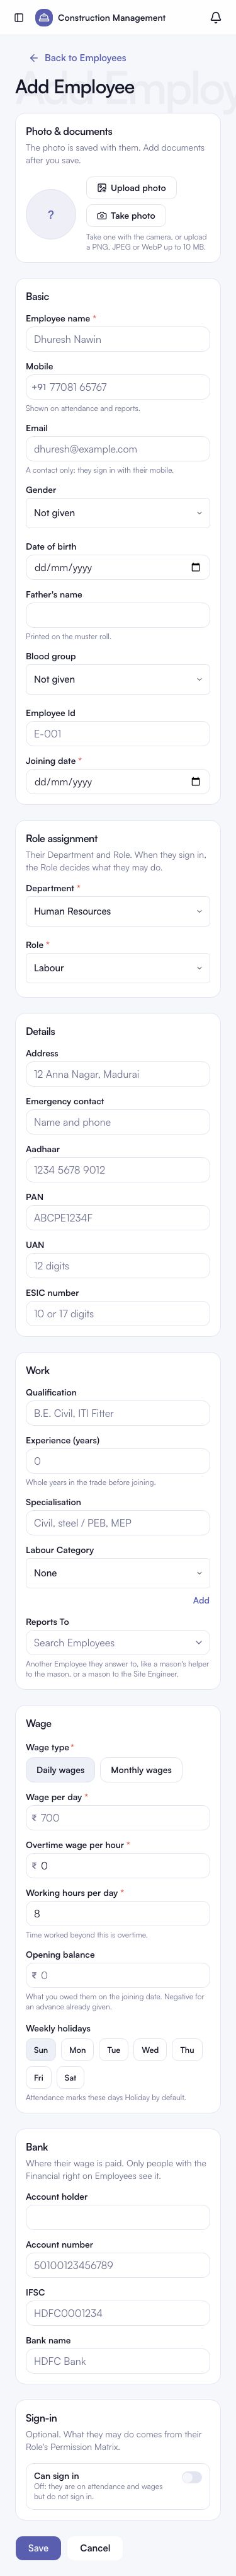 Construction Management
Back to Employees
Add Employee
Photo & documents
The photo is saved with them. Add documents
after you save.
?
Upload photo
Take photo
Take one with the camera, or upload
a PNG, JPEG or WebP up to 10 MB.
Basic
Employee name *
Dhuresh Nawin
Mobile
+91 77081 65767
Shown on attendance and reports.
Email
dhuresh@example.com
A contact only: they sign in with their mobile.
Gender
Not given
Date of birth
dd/mm/yyyy
Father's name
Printed on the muster roll.
Blood group
Not given
Employee Id
E-001
Joining date *
dd/mm/yyyy
Role assignment
Their Department and Role. When they sign in,
the Role decides what they may do.
Department *
Human Resources
Role *
Labour
Details
Address
12 Anna Nagar, Madurai
Emergency contact
Name and phone
Aadhaar
1234 5678 9012
PAN
ABCPE1234F
UAN
12 digits
ESIC number
10 or 17 digits
Work
Qualification
B.E. Civil, ITI Fitter
Experience (years)
0
Whole years in the trade before joining.
Specialisation
Civil, steel / PEB, MEP
Labour Category
None
Add
Reports To
Search Employees
Another Employee they answer to, like a mason's helper
to the mason, or a mason to the Site Engineer.
Wage
Wage type *
Daily wages
Monthly wages
Wage per day *
₹ 700
Overtime wage per hour *
₹ 0
Working hours per day *
8
Time worked beyond this is overtime.
Opening balance
₹ 0
What you owed them on the joining date. Negative for
an advance already given.
Weekly holidays
Sun Mon Tue Wed Thu
Fri Sat
Attendance marks these days Holiday by default.
Bank
Where their wage is paid. Only people with the
Financial right on Employees see it.
Account holder
Account number
50100123456789
IFSC
HDFC0001234
Bank name
HDFC Bank
Sign-in
Optional. What they may do comes from their
Role's Permission Matrix.
Can sign in
Off: they are on attendance and wages
but do not sign in.
Save
Cancel